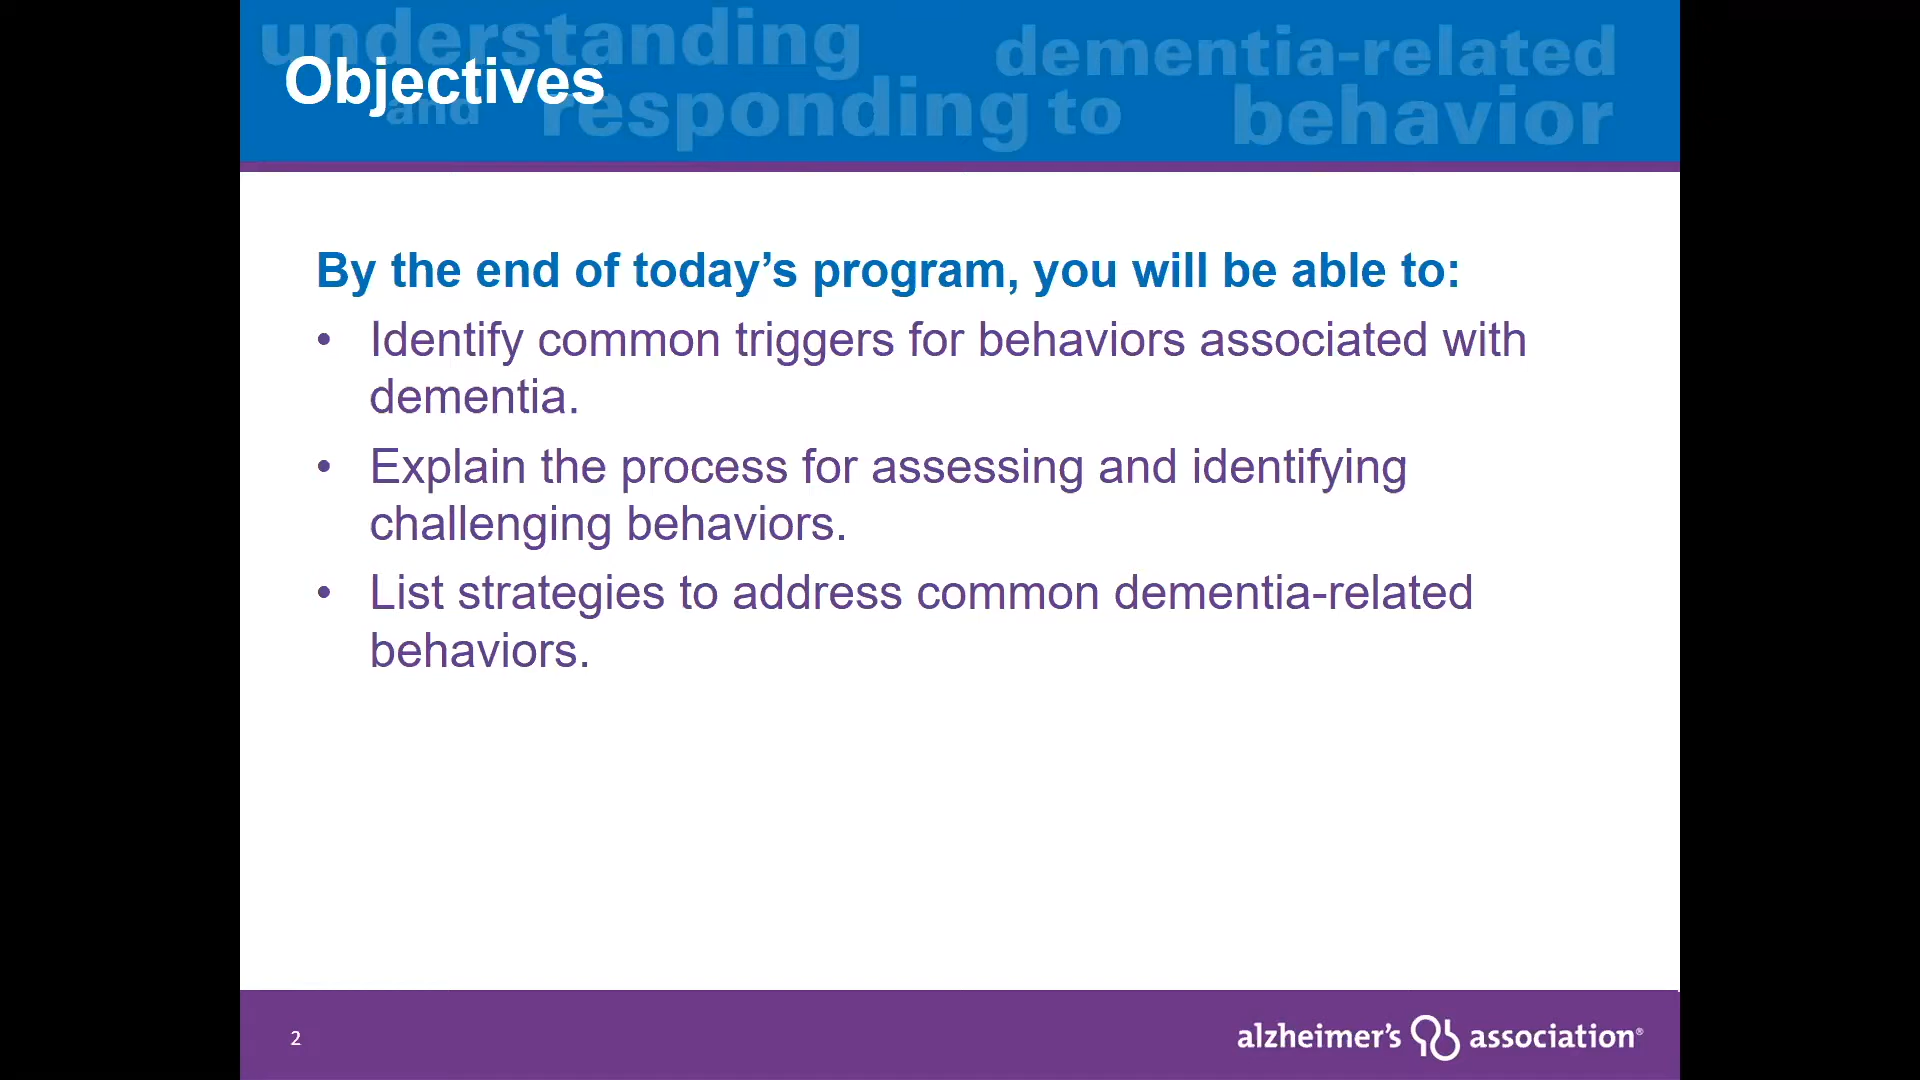 understanding dementia-related
Objectives
and responding to behavior
By the end of today’s program, you will be able to:
• Identify common triggers for behaviors associated with
dementia.
• Explain the process for assessing and identifying
challenging behaviors.
• List strategies to address common dementia-related
behaviors.
2
alzheimer’s association®